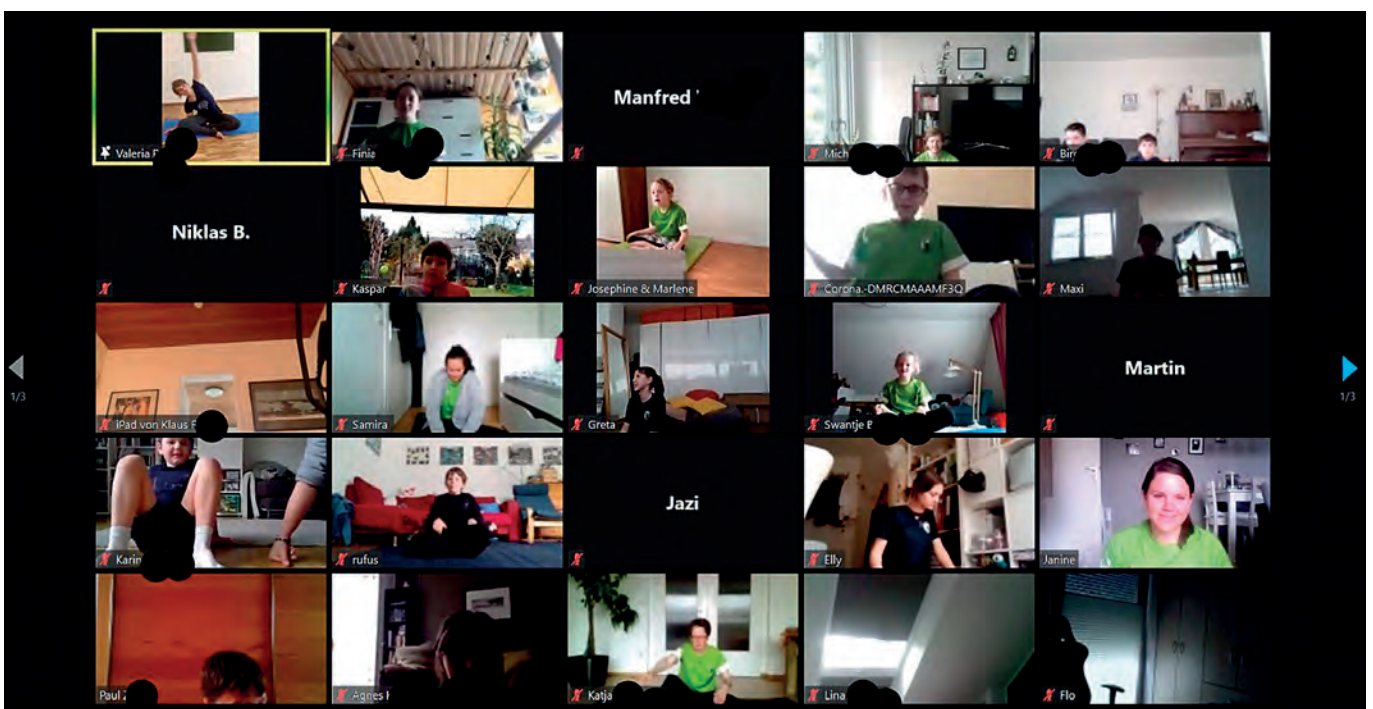 Valeria
Finja
Manfred
Mich
Bir
Niklas B.
Kaspar
Josephine & Marlene
Corona.-DMRCMAAAMF3Q
Maxi
iPad von Klaus F
Samira
Greta
Swantje B
Martin
Karin
rufus
Jazi
Elly
Janine
Paul Z
Agnes
Katja
Lina
Flo
1/3
1/3